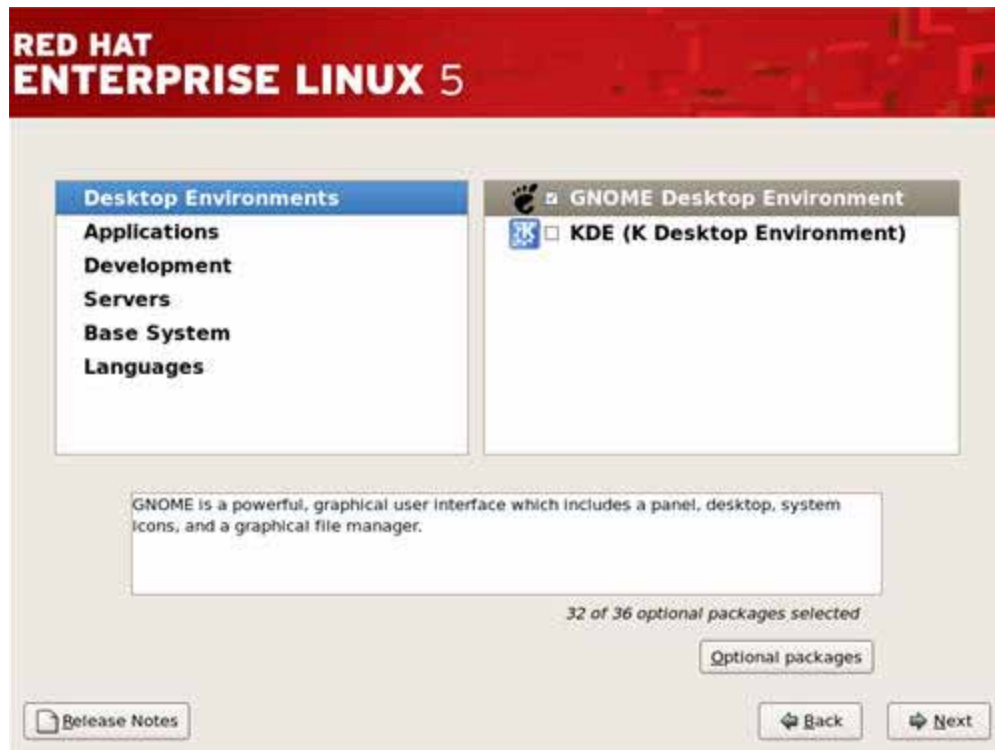 RED HAT
ENTERPRISE LINUX 5
Desktop Environments
Applications
Development
Servers
Base System
Languages
GNOME Desktop Environment
KDE (K Desktop Environment)
GNOME is a powerful, graphical user interface which includes a panel, desktop, system
icons, and a graphical file manager.
32 of 36 optional packages selected
Optional packages
Release Notes
Back
Next